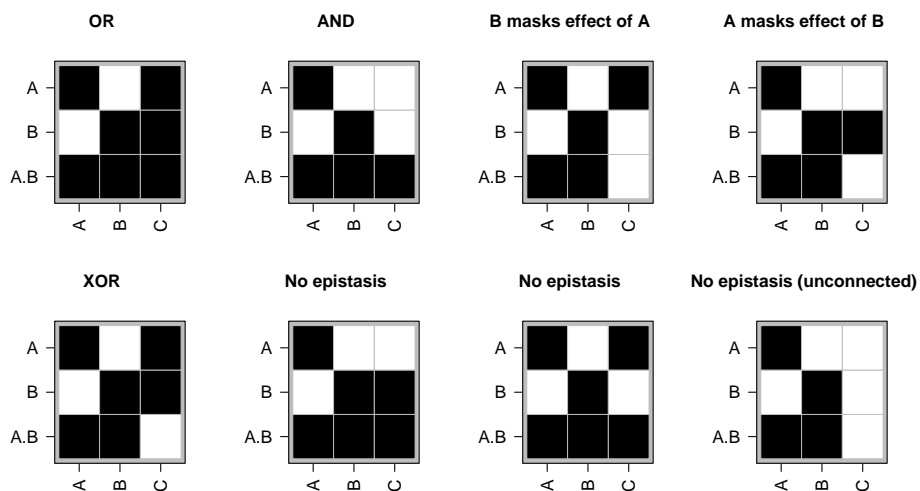 OR AND B masks effect of A A masks effect of B
A A A A
B B B B
A.B A.B A.B A.B
A B C A B C A B C A B C
XOR No epistasis No epistasis No epistasis (unconnected)
A A A A
B B B B
A.B A.B A.B A.B
A B C A B C A B C A B C